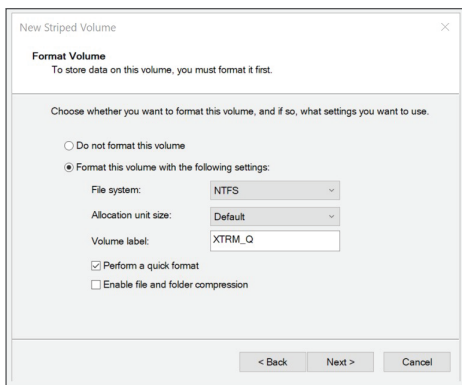 New Striped Volume
Format Volume
To store data on this volume, you must format it first.
Choose whether you want to format this volume, and if so, what settings you want to use.
Do not format this volume
Format this volume with the following settings:
File system: NTFS
Allocation unit size: Default
Volume label: XTRM_Q
Perform a quick format
Enable file and folder compression
< Back Next > Cancel